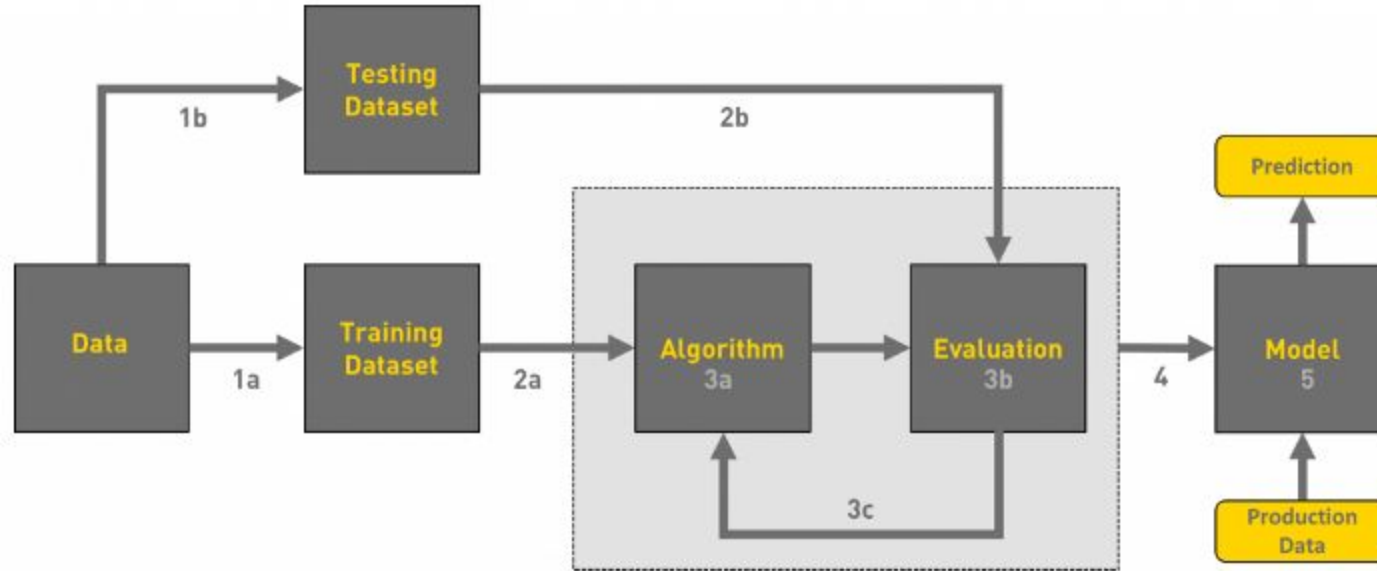 Testing
Dataset
1b
2b
Prediction
Data
Training
Dataset
Algorithm
3a
Evaluation
3b
Model
5
1a
2a
4
3c
Production
Data